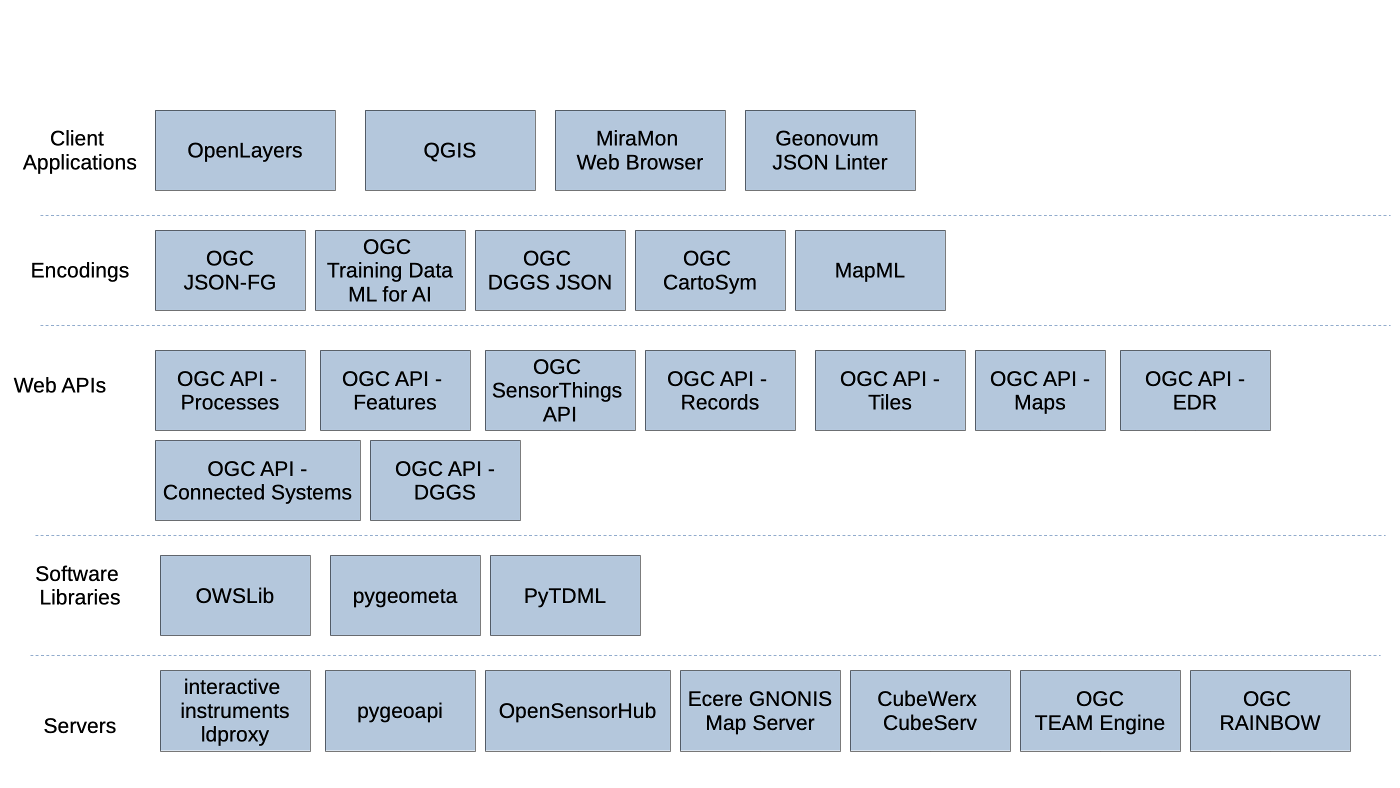 Client
Applications
OpenLayers
QGIS
MiraMon
Web Browser
Geonovum
JSON Linter
Encodings
OGC
JSON-FG
OGC
Training Data
ML for AI
OGC
DGGS JSON
OGC
CartoSym
MapML
Web APIs
OGC API -
Processes
OGC API -
Features
OGC
SensorThings
API
OGC API -
Records
OGC API -
Tiles
OGC API -
Maps
OGC API -
EDR
OGC API -
Connected Systems
OGC API -
DGGS
Software
Libraries
OWSLib
pygeometa
PyTDML
Servers
interactive
instruments
ldproxy
pygeoapi
OpenSensorHub
Ecere GNONIS
Map Server
CubeWerx
CubeServ
OGC
TEAM Engine
OGC
RAINBOW